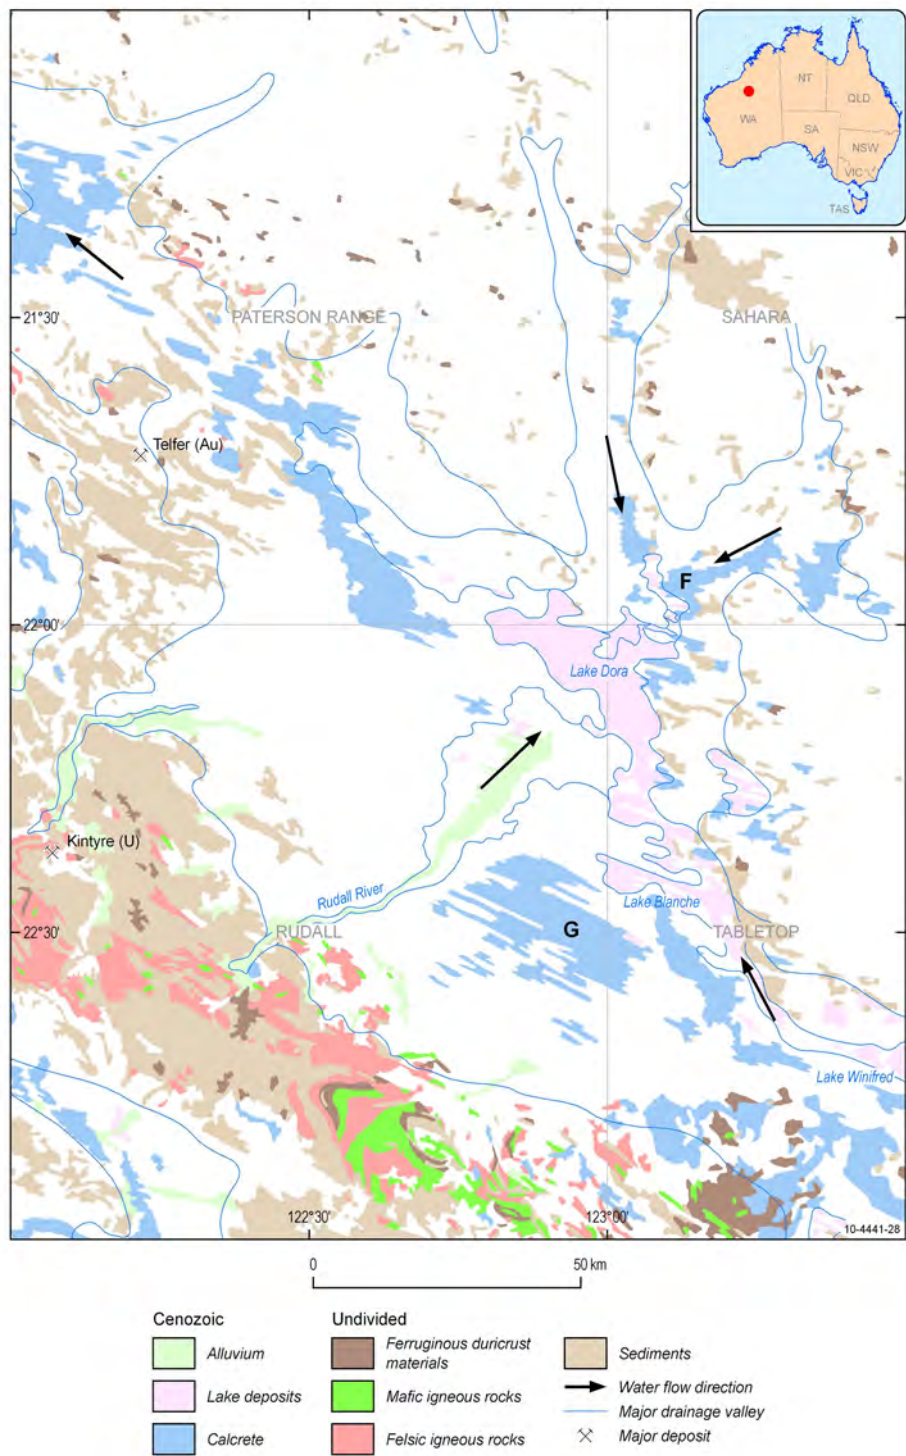 NT
QLD
WA
SA
NSW
VIC
TAS
21°30'
PATERSON RANGE
SAHARA
Telfer (Au)
F
22°00'
Lake Dora
Kintyre (U)
Rudall River
Lake Blanche
22°30'
RUDALL
G
TABLETOP
Lake Winifred
122°30'
123°00'
10-4441-28
0
50 km
Cenozoic
Undivided
Alluvium
Ferruginous duricrust
materials
Sediments
Lake deposits
Mafic igneous rocks
Water flow direction
Major drainage valley
Calcrete
Felsic igneous rocks
Major deposit